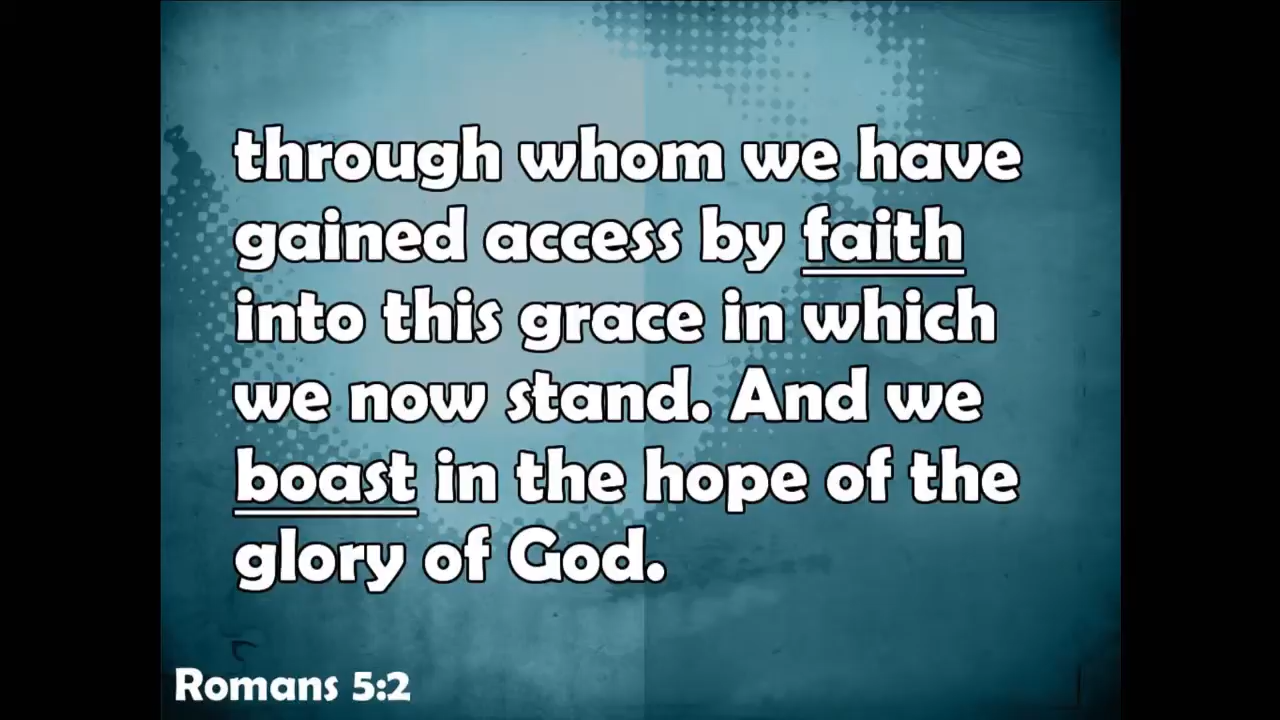 through whom we have
gained access by faith
into this grace in which
we now stand. And we
boast in the hope of the
glory of God.
Romans 5:2